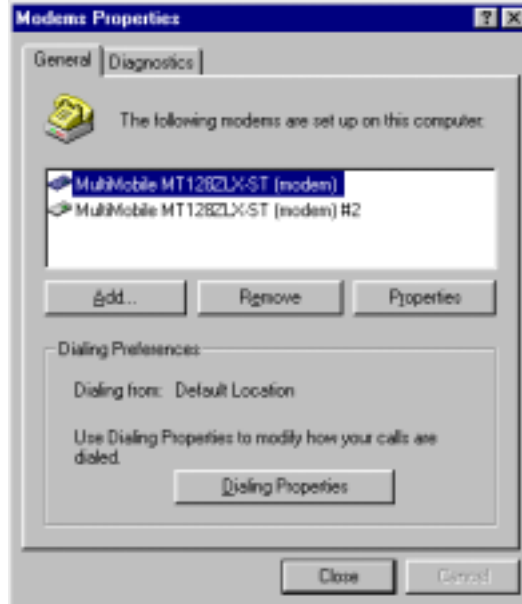 Modems Properties
General
Diagnostics
The following modems are set up on this computer:
MultiMobile MT128ZLX-ST (modem)
MultiMobile MT128ZLX-ST (modem) #2
Add...
Remove
Properties
Dialing Preferences
Dialing from: Default Location
Use Dialing Properties to modify how your calls are
dialed.
Dialing Properties
Close
Cancel